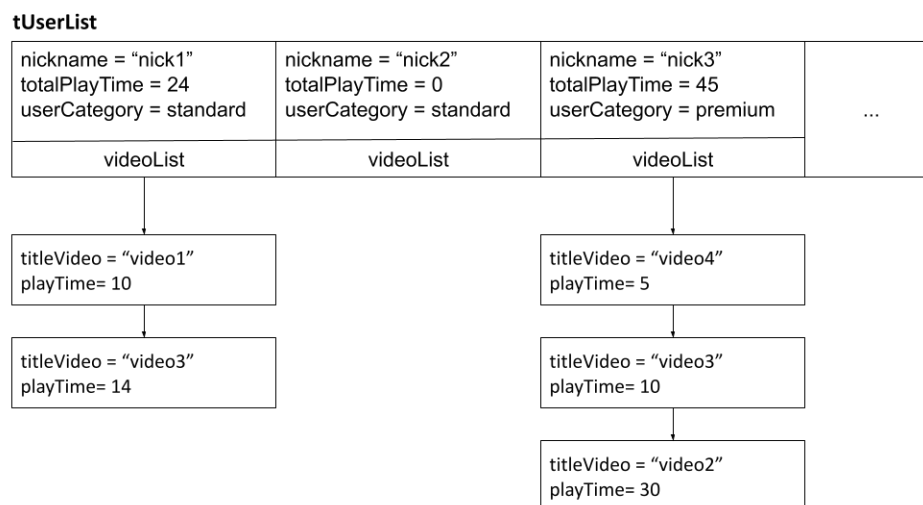 tUserList
nickname = “nick1”
totalPlayTime = 24
userCategory = standard
videoList
nickname = “nick2”
totalPlayTime = 0
userCategory = standard
videoList
nickname = “nick3”
totalPlayTime = 45
userCategory = premium
videoList
...
titleVideo = “video1”
playTime= 10
titleVideo = “video3”
playTime= 14
titleVideo = “video4”
playTime= 5
titleVideo = “video3”
playTime= 10
titleVideo = “video2”
playTime= 30